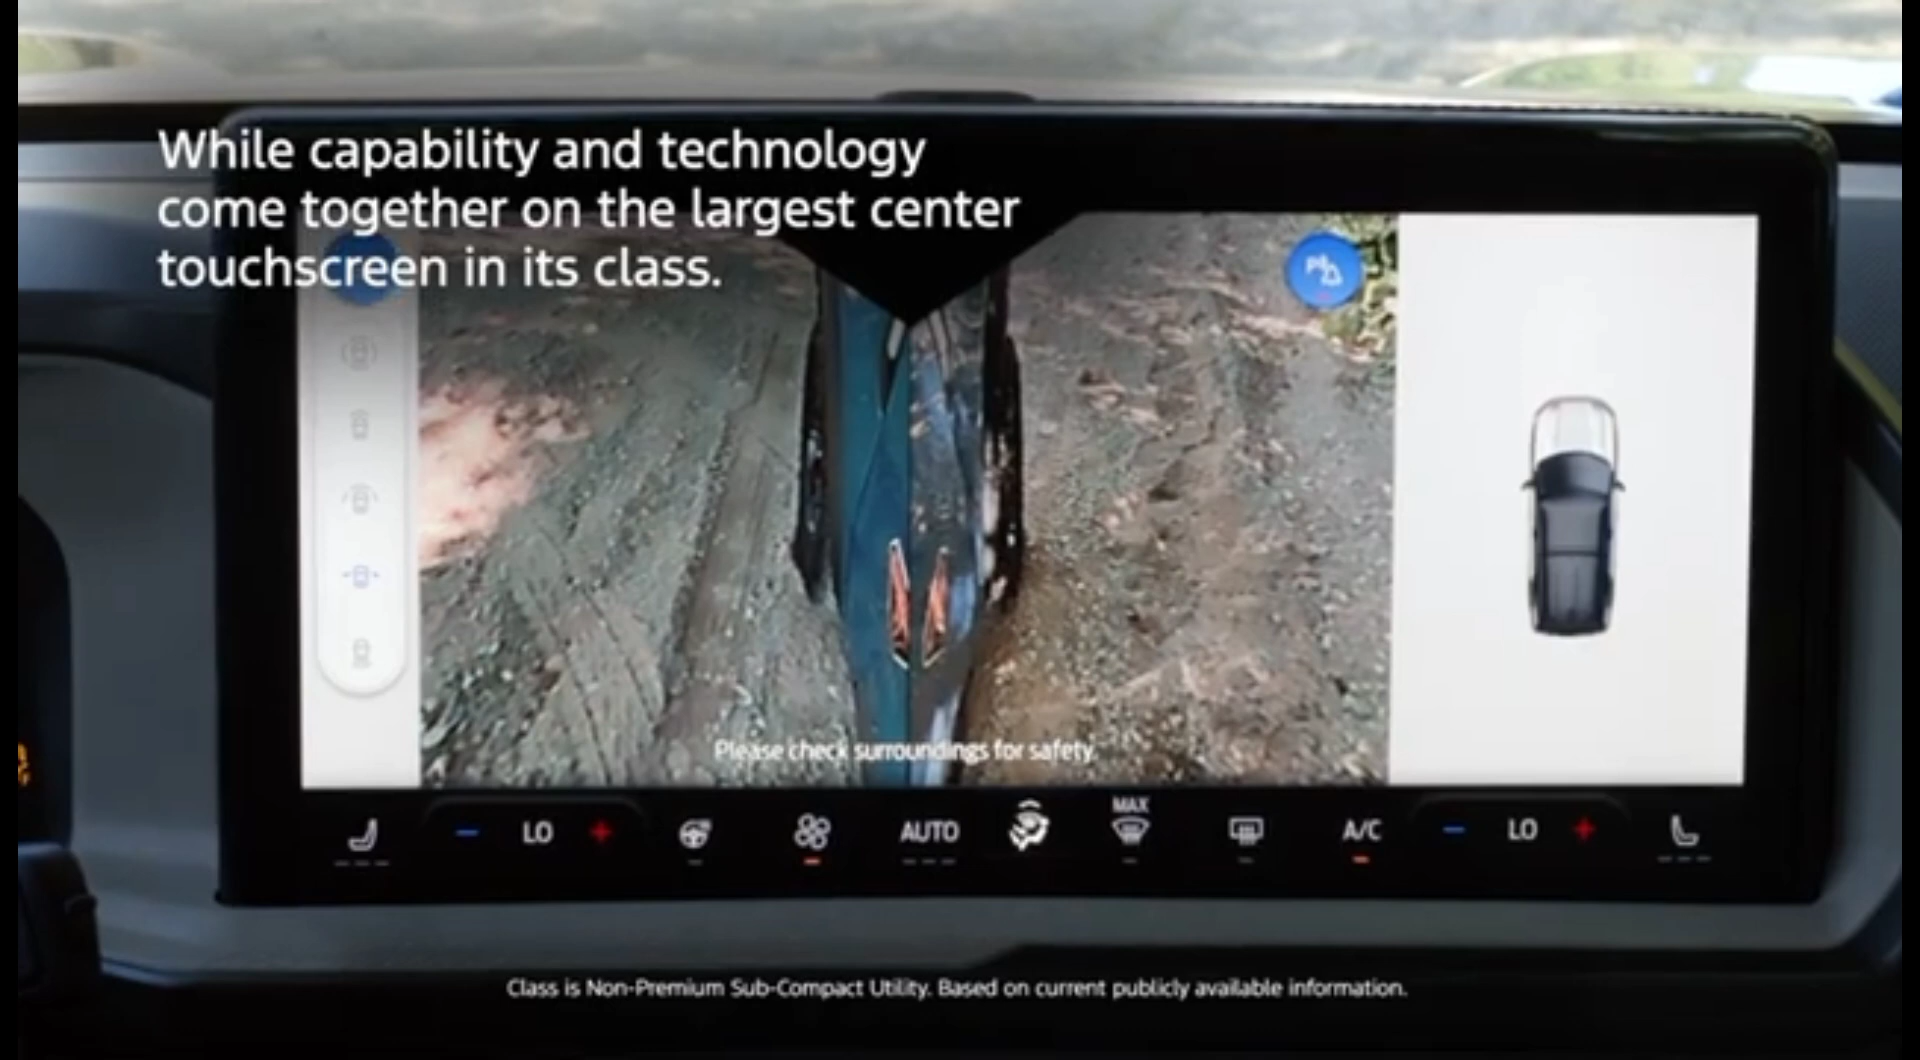 While capability and technology
come together on the largest center
touchscreen in its class.
Please check surroundings for safety.
MAX
LO
AUTO
A/C
LO
Class is Non-Premium Sub-Compact Utility. Based on current publicly available information.